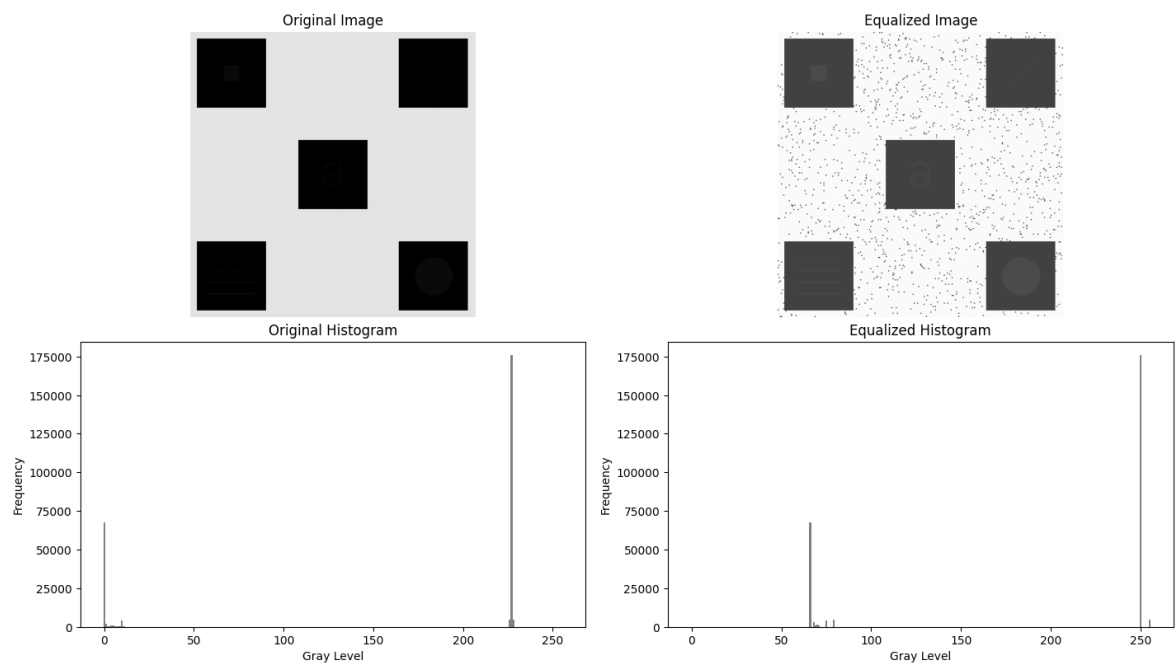 Original Image
Equalized Image
a
a
Original Histogram
Equalized Histogram
Frequency
175000
150000
125000
100000
75000
50000
25000
0
0
50
100
150
200
250
Gray Level
Frequency
175000
150000
125000
100000
75000
50000
25000
0
0
50
100
150
200
250
Gray Level